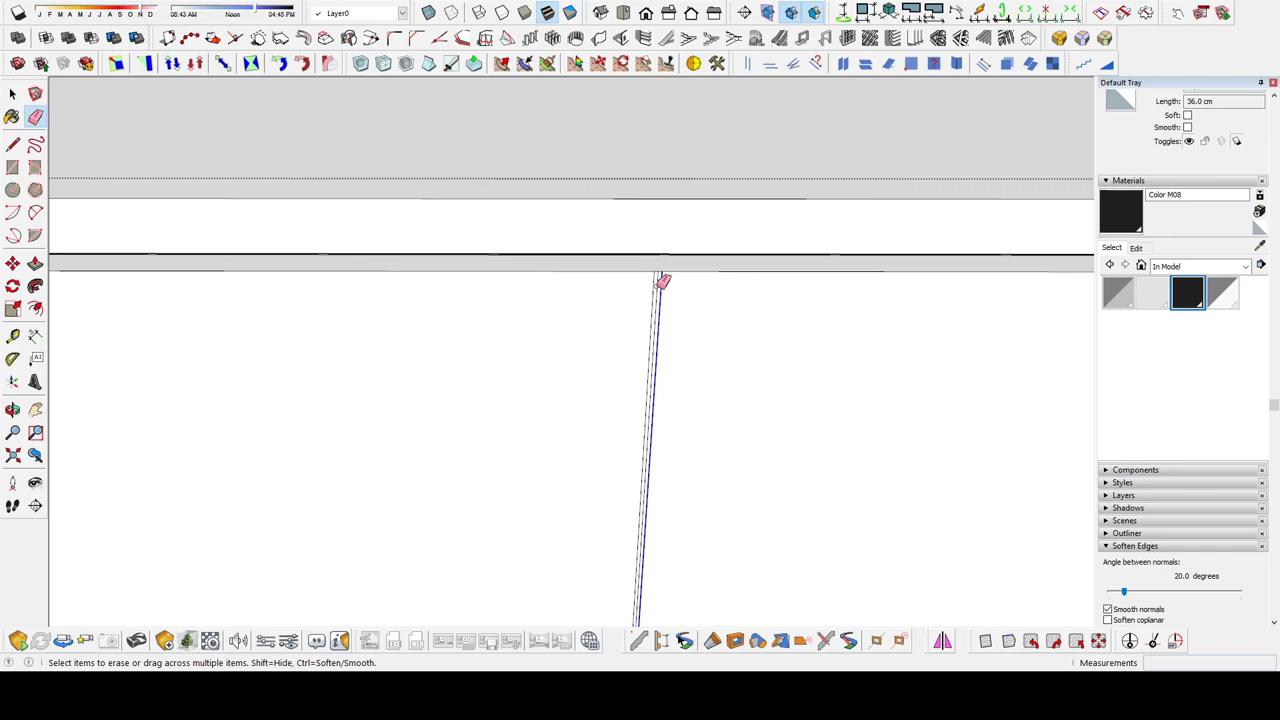 J F M A M J J A S O N D
06:43 AM Noon 04:45 PM
Layer0
Default Tray
Length: 36.0 cm
Soft:
Smooth:
Toggles:
Materials
Color M08
Select Edit
In Model
Components
Styles
Layers
Shadows
Scenes
Outliner
Soften Edges
Angle between normals:
20.0 degrees
Smooth normals
Soften coplanar
Select items to erase or drag across multiple items. Shift=Hide, Ctrl=Soften/Smooth.
Measurements